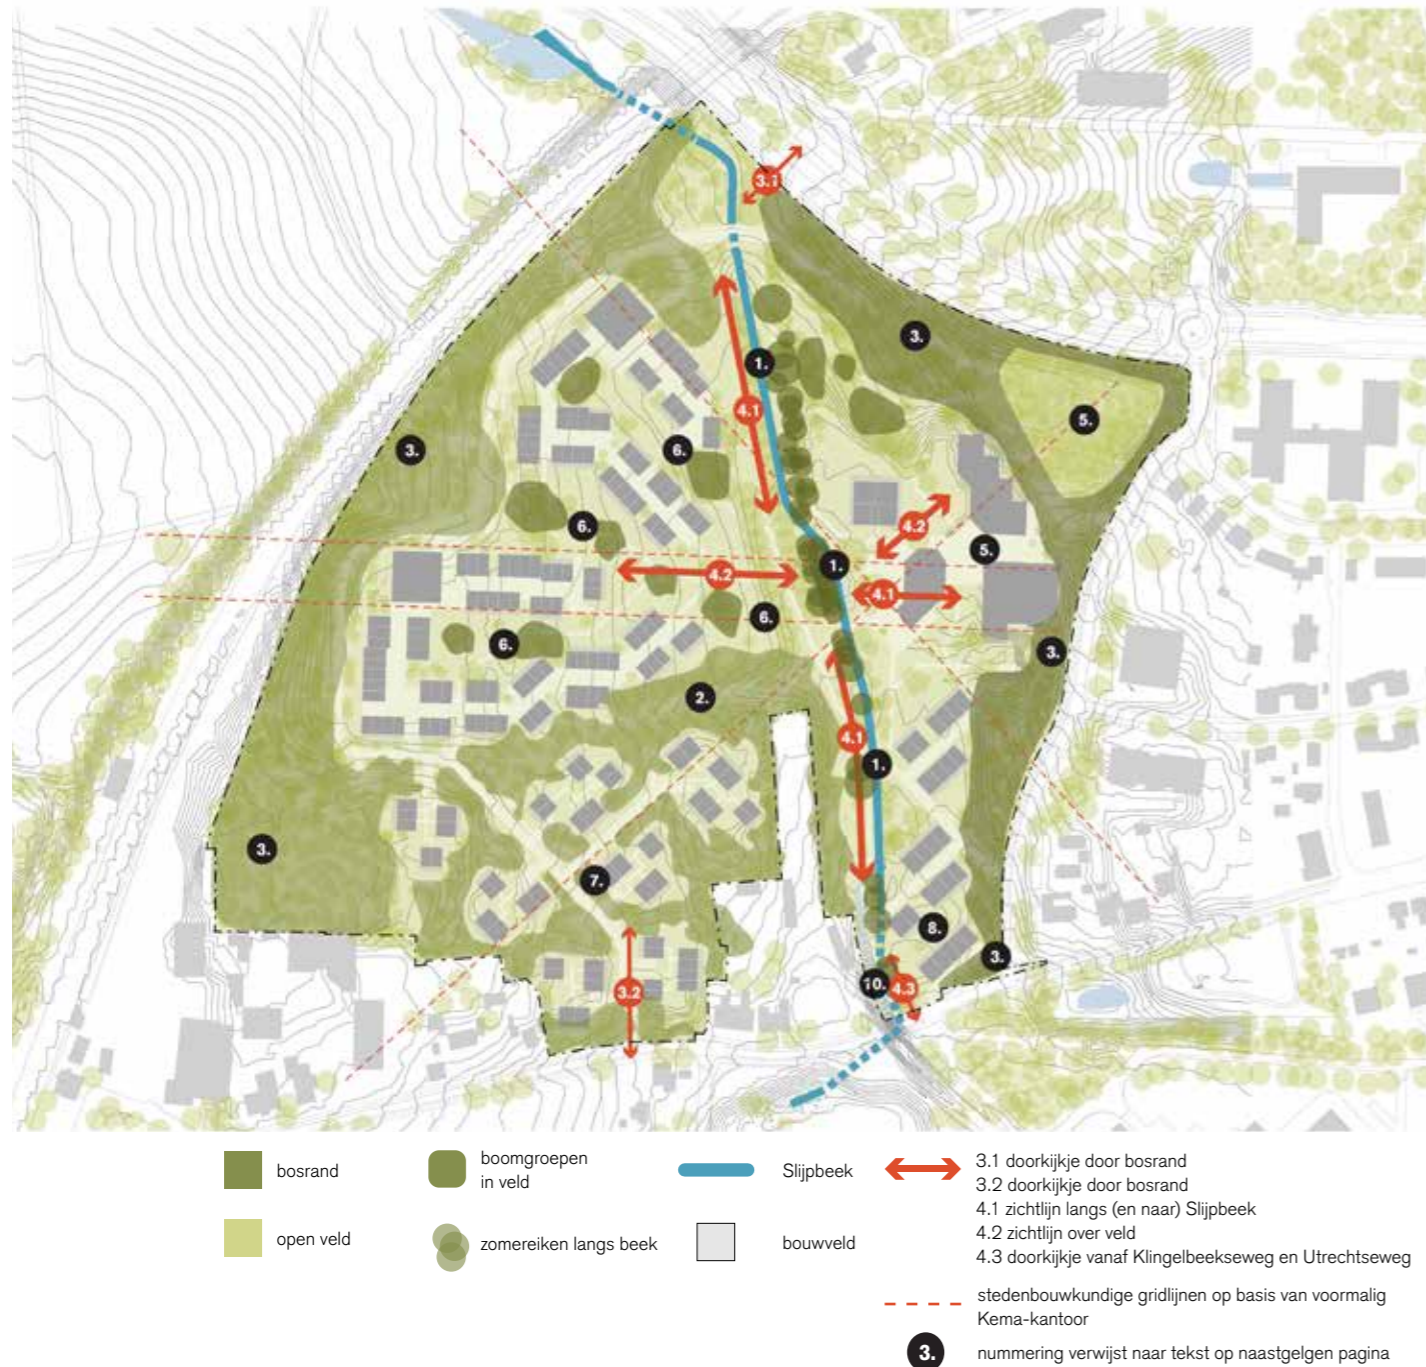 3.1
3.
1.
4.1
5.
3.
6.
6.
4.2
5.
1.
4.2
4.1
6.
6.
3.
2.
4.1
1.
3.
7.
8.
3.
10.
4.3
3.2
bosrand
boomgroepen
in veld
Slijpbeek
open veld
zomereiken langs beek
bouwveld
3.1 doorkijkje door bosrand
3.2 doorkijkje door bosrand
4.1 zichtlijn langs (en naar) Slijpbeek
4.2 zichtlijn over veld
4.3 doorkijkje vanaf Klingelbeekseweg en Utrechtseweg
stedenbouwkundige gridlijnen op basis van voormalig
Kema-kantoor
3.
nummering verwijst naar tekst op naastgelgen pagina